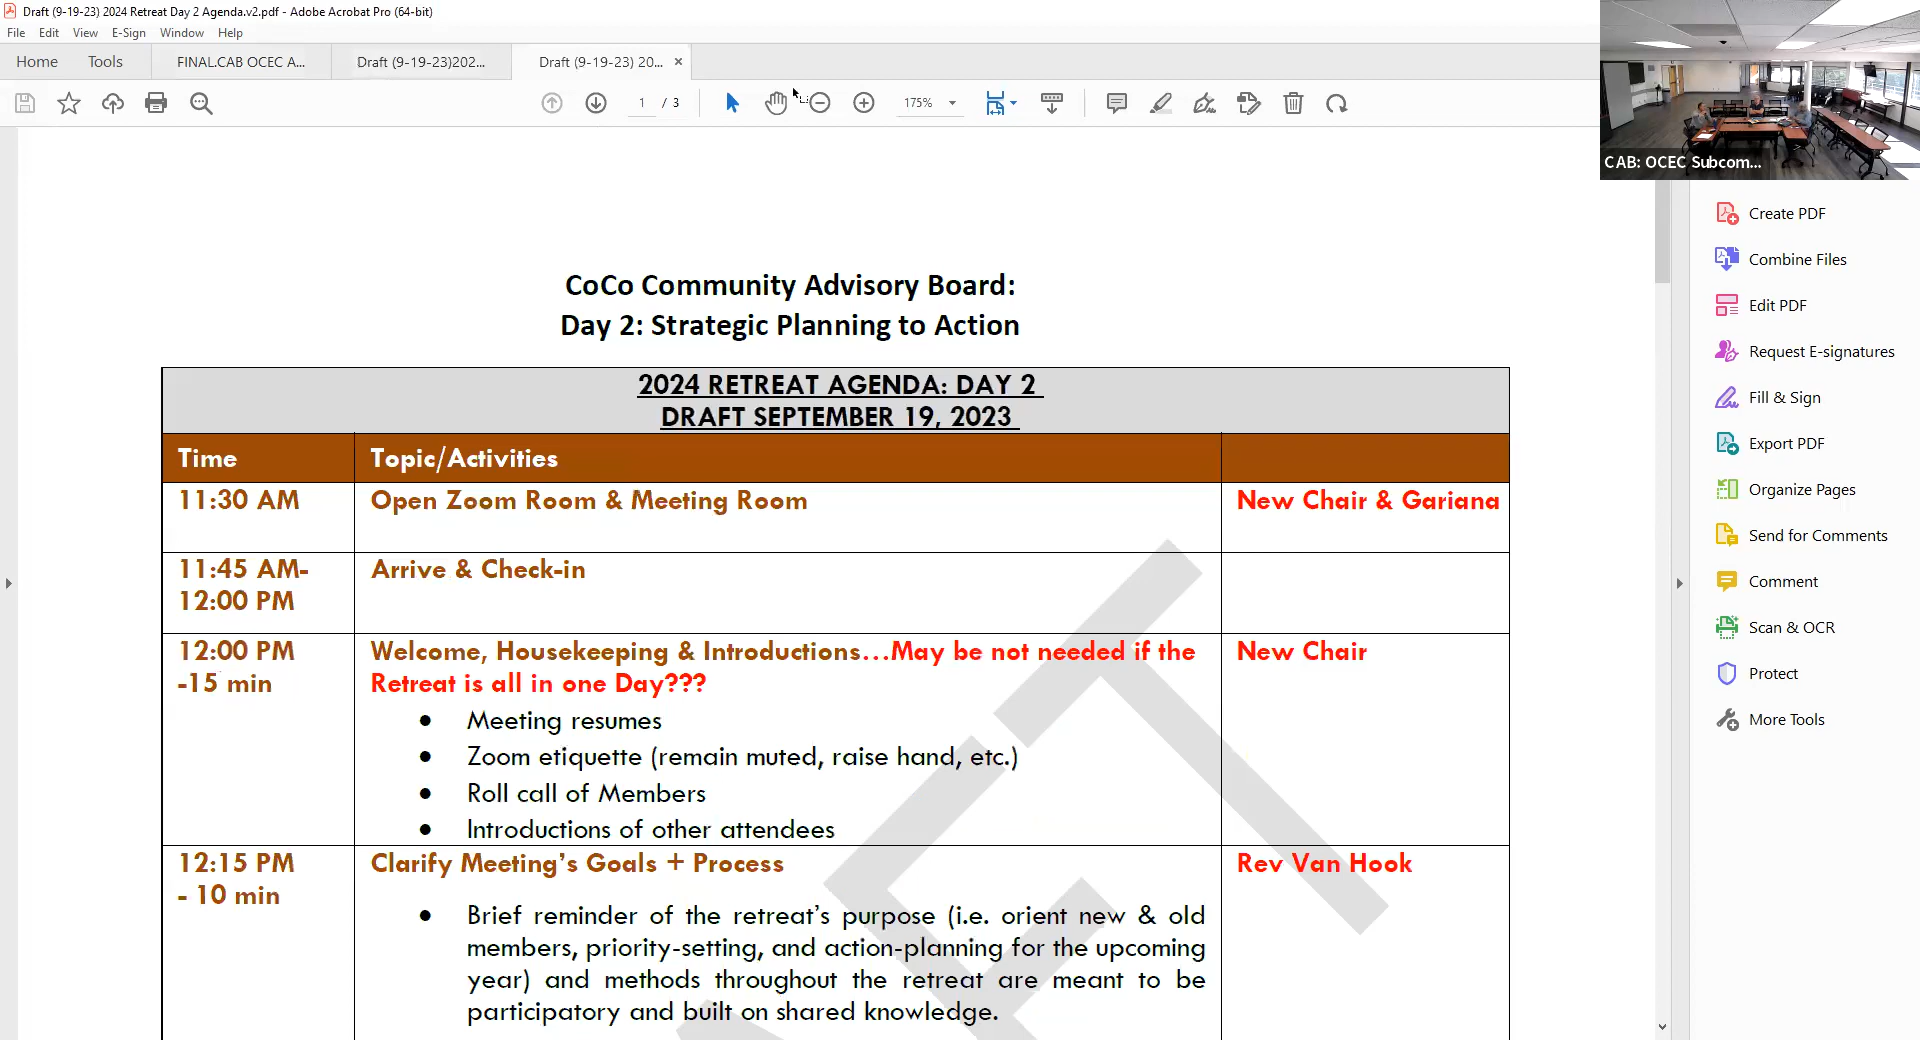 Draft (9-19-23) 2024 Retreat Day 2 Agenda.v2.pdf - Adobe Acrobat Pro (64-bit)
File Edit View E-Sign Window Help
Home Tools FINAL.CAB OCEC A... Draft (9-19-23)202... Draft (9-19-23) 20... ×
1 / 3 175%
CAB: OCEC Subcom...
CoCo Community Advisory Board:
Day 2: Strategic Planning to Action
2024 RETREAT AGENDA: DAY 2
DRAFT SEPTEMBER 19, 2023
Time Topic/Activities
11:30 AM Open Zoom Room & Meeting Room New Chair & Gariana
11:45 AM- Arrive & Check-in
12:00 PM
12:00 PM Welcome, Housekeeping & Introductions...May be not needed if the New Chair
-15 min Retreat is all in one Day???
• Meeting resumes
• Zoom etiquette (remain muted, raise hand, etc.)
• Roll call of Members
• Introductions of other attendees
12:15 PM Clarify Meeting's Goals + Process Rev Van Hook
- 10 min
• Brief reminder of the retreat's purpose (i.e. orient new & old
members, priority-setting, and action-planning for the upcoming
year) and methods throughout the retreat are meant to be
participatory and built on shared knowledge.
Create PDF
Combine Files
Edit PDF
Request E-signatures
Fill & Sign
Export PDF
Organize Pages
Send for Comments
Comment
Scan & OCR
Protect
More Tools